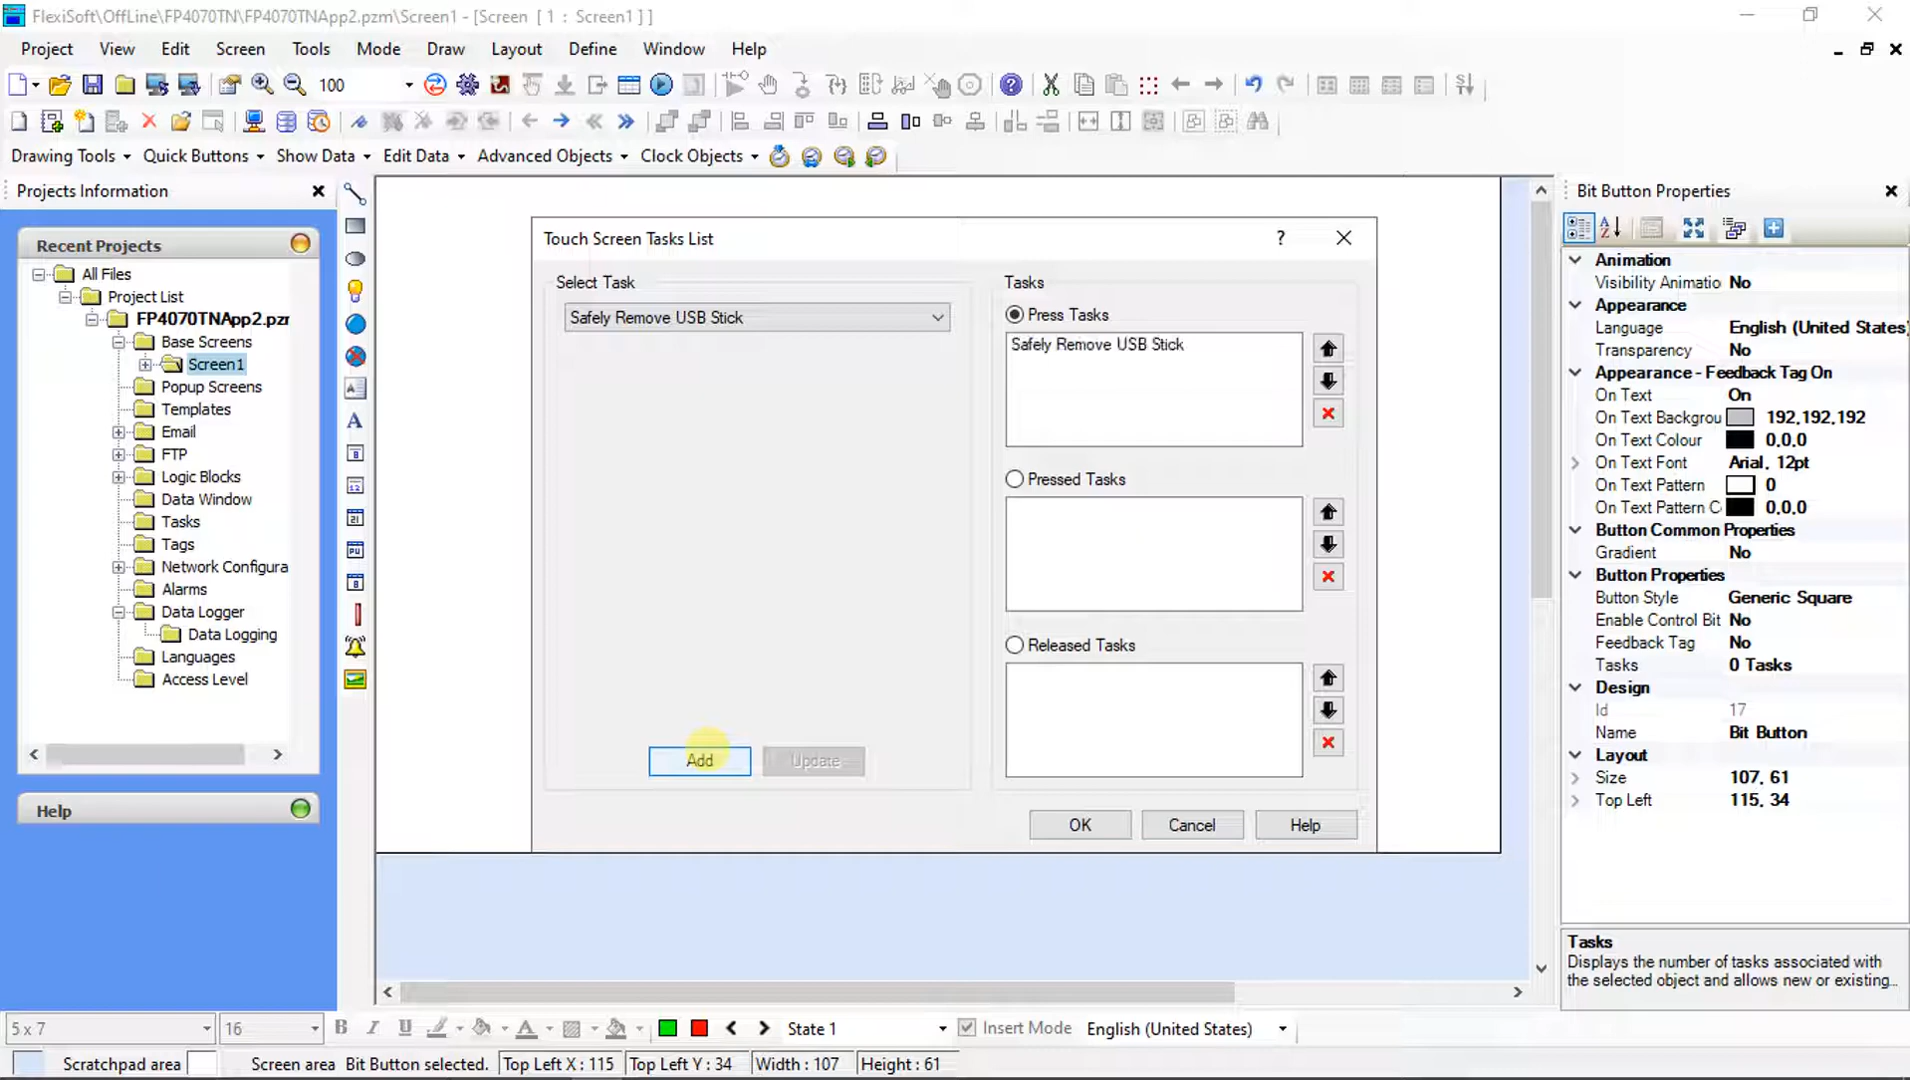 FlexiSoft\OffLine\FP4070TN\FP4070TNApp2.pzm\Screen1 - [Screen [ 1 : Screen1 ] ]
Project View Edit Screen Tools Mode Draw Layout Define Window Help
100
Drawing Tools Quick Buttons Show Data Edit Data Advanced Objects Clock Objects
Projects Information
Recent Projects
All Files
Project List
FP4070TNApp2.pzr
Base Screens
Screen1
Popup Screens
Templates
Email
FTP
Logic Blocks
Data Window
Tasks
Tags
Network Configura
Alarms
Data Logger
Data Logging
Languages
Access Level
Help
Touch Screen Tasks List
?
Select Task
Safely Remove USB Stick
Add
Update
Tasks
Press Tasks
Safely Remove USB Stick
Pressed Tasks
Released Tasks
OK Cancel Help
Bit Button Properties
Animation
Visibility Animatio No
Appearance
Language English (United States)
Transparency No
Appearance - Feedback Tag On
On Text On
On Text Backgrou 192,192,192
On Text Colour 0,0,0
On Text Font Arial, 12pt
On Text Pattern 0
On Text Pattern C 0,0,0
Button Common Properties
Gradient No
Button Properties
Button Style Generic Square
Enable Control Bit No
Feedback Tag No
Tasks 0 Tasks
Design
Id 17
Name Bit Button
Layout
Size 107, 61
Top Left 115, 34
Tasks
Displays the number of tasks associated with
the selected object and allows new or existing...
5 x 7 16 B I U A State 1 Insert Mode English (United States)
Scratchpad area Screen area Bit Button selected. Top Left X : 115 Top Left Y : 34 Width : 107 Height : 61